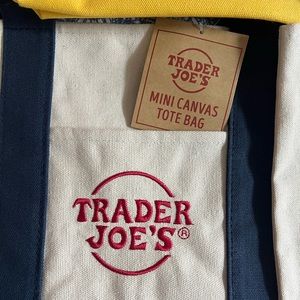 TRADER
JOE'S
MINI CANVAS
TOTE BAG
TRADER
JOE'S®